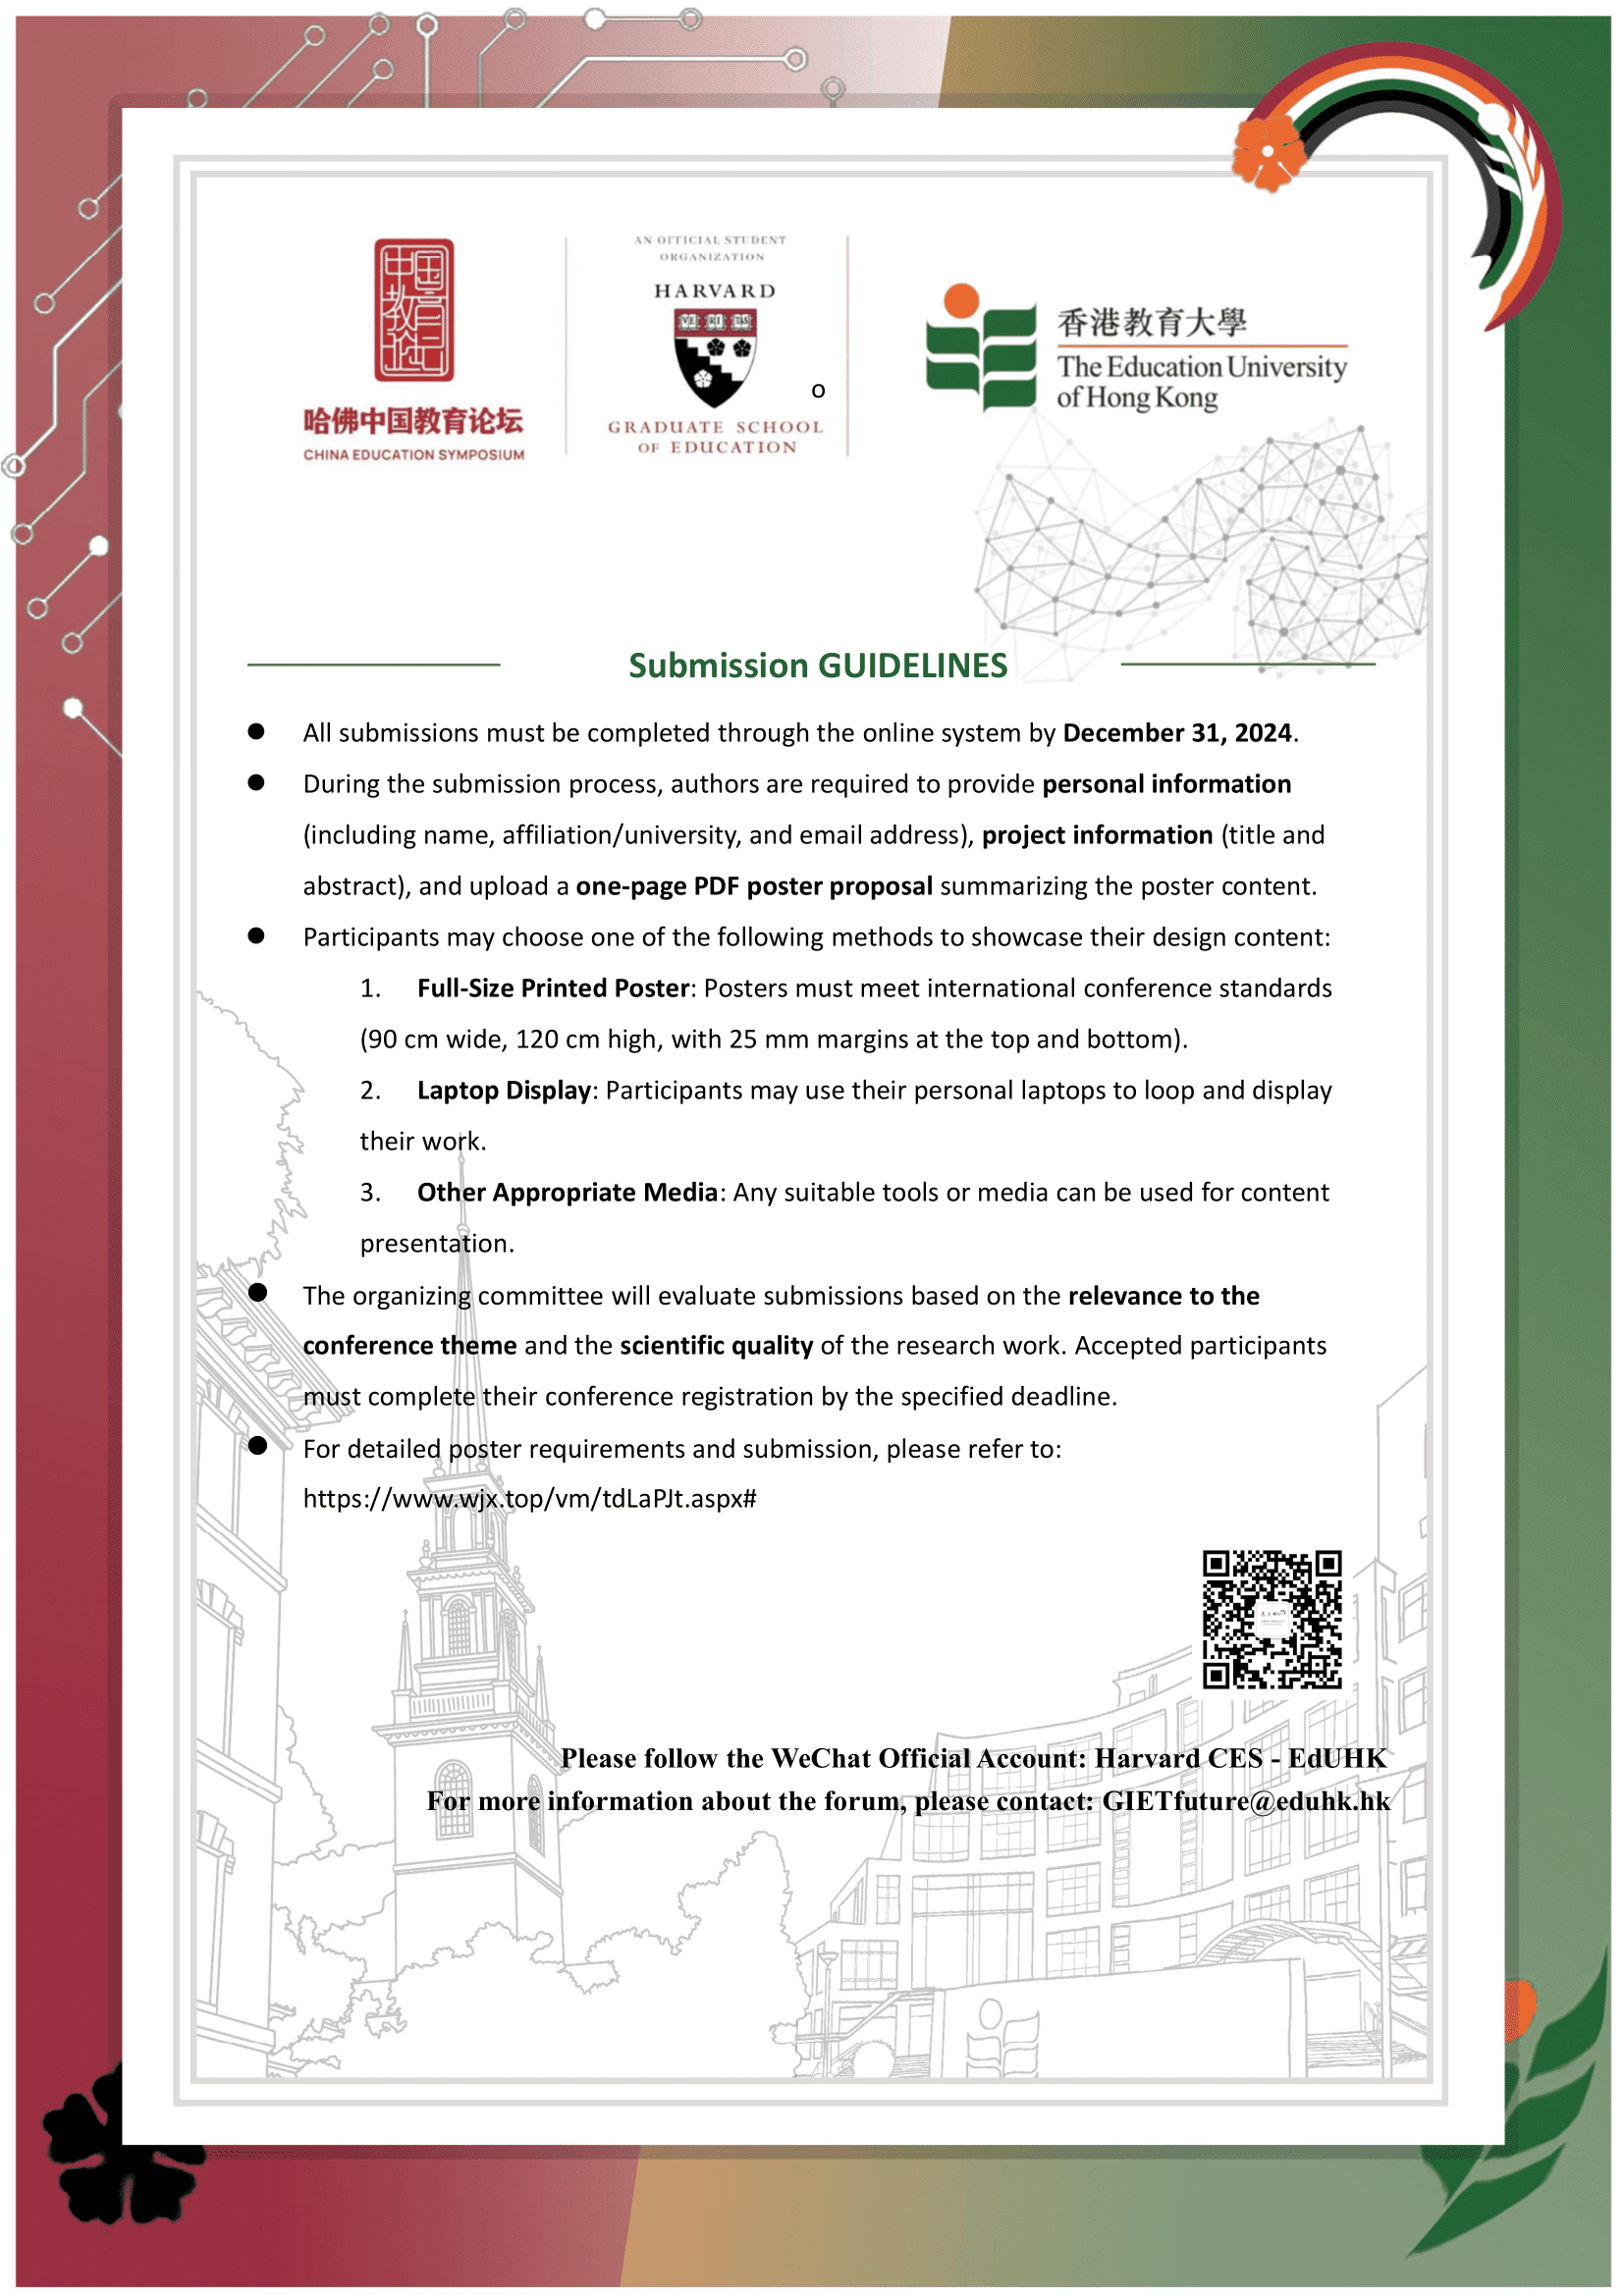 中国教育论坛
哈佛中国教育论坛
CHINA EDUCATION SYMPOSIUM
AN OFFICIAL STUDENT
ORGANIZATION
HARVARD
VE RI TAS
GRADUATE SCHOOL
OF EDUCATION
o
香港教育大學
The Education University
of Hong Kong
Submission GUIDELINES
● All submissions must be completed through the online system by December 31, 2024.
● During the submission process, authors are required to provide personal information
(including name, affiliation/university, and email address), project information (title and
abstract), and upload a one-page PDF poster proposal summarizing the poster content.
● Participants may choose one of the following methods to showcase their design content:
1. Full-Size Printed Poster: Posters must meet international conference standards
(90 cm wide, 120 cm high, with 25 mm margins at the top and bottom).
2. Laptop Display: Participants may use their personal laptops to loop and display
their work.
3. Other Appropriate Media: Any suitable tools or media can be used for content
presentation.
● The organizing committee will evaluate submissions based on the relevance to the
conference theme and the scientific quality of the research work. Accepted participants
must complete their conference registration by the specified deadline.
● For detailed poster requirements and submission, please refer to:
https://www.wjx.top/vm/tdLaPJt.aspx#
Please follow the WeChat Official Account: Harvard CES - EdUHK
For more information about the forum, please contact: GIETfuture@eduhk.hk